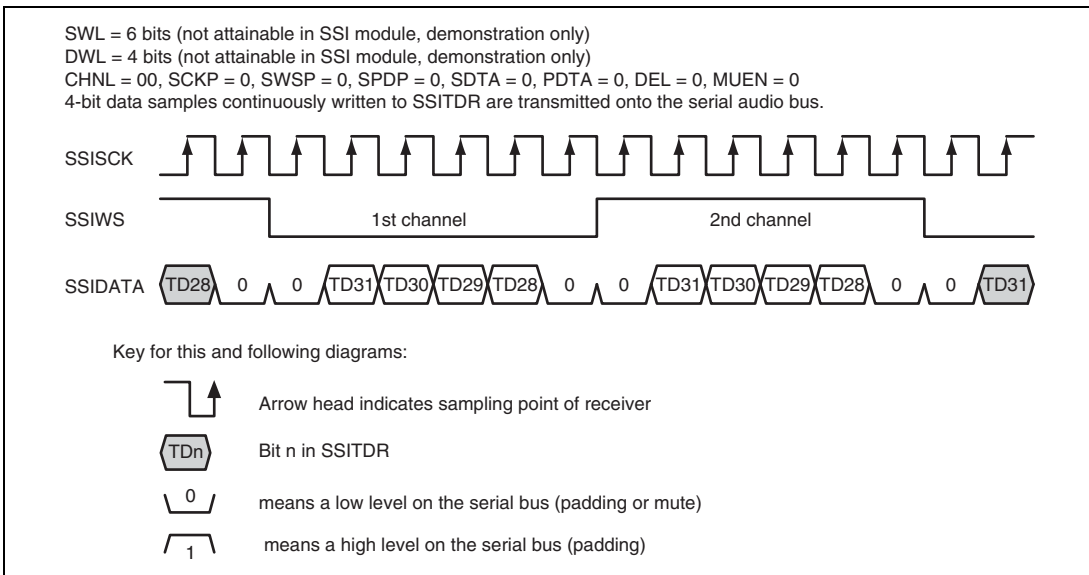 SWL = 6 bits (not attainable in SSI module, demonstration only)
DWL = 4 bits (not attainable in SSI module, demonstration only)
CHNL = 00, SCKP = 0, SWSP = 0, SPDP = 0, SDTA = 0, PDTA = 0, DEL = 0, MUEN = 0
4-bit data samples continuously written to SSITDR are transmitted onto the serial audio bus.
SSISCK
SSIWS 1st channel 2nd channel
SSIDATA TD28 0 0 TD31 TD30 TD29 TD28 0 0 TD31 TD30 TD29 TD28 0 0 TD31
Key for this and following diagrams:
Arrow head indicates sampling point of receiver
TDn Bit n in SSITDR
0 means a low level on the serial bus (padding or mute)
1 means a high level on the serial bus (padding)